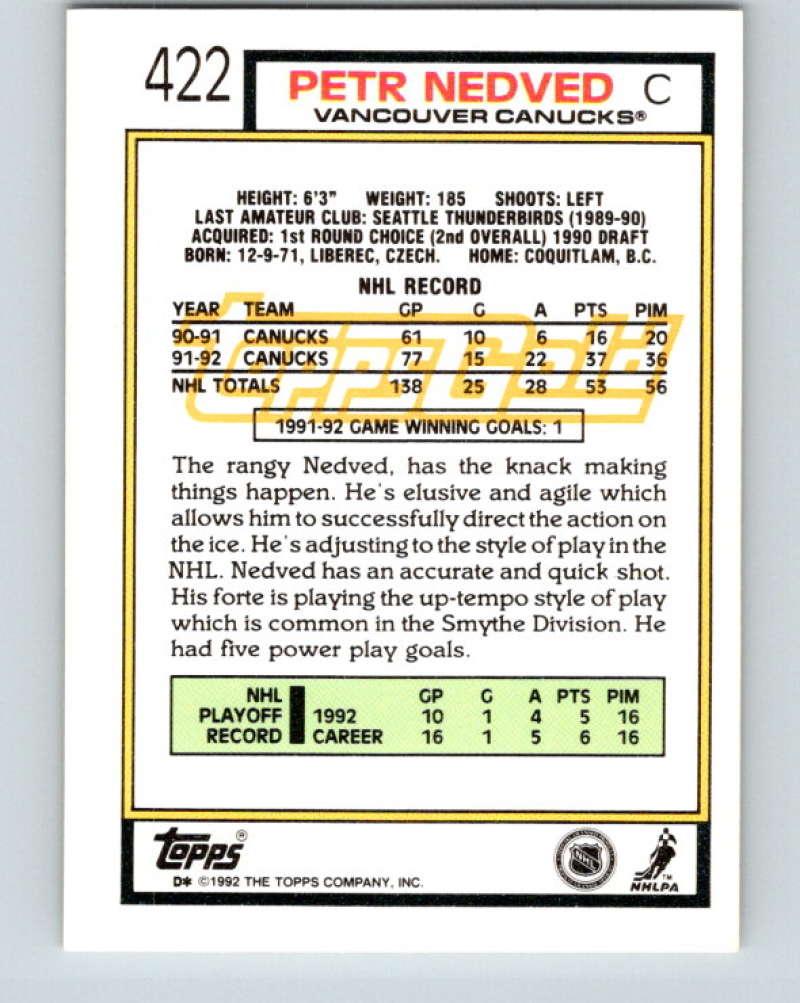 422 PETR NEDVED C
VANCOUVER CANUCKS®
HEIGHT: 6'3" WEIGHT: 185 SHOOTS: LEFT
LAST AMATEUR CLUB: SEATTLE THUNDERBIRDS (1989-90)
ACQUIRED: 1st ROUND CHOICE (2nd OVERALL) 1990 DRAFT
BORN: 12-9-71, LIBEREC, CZECH. HOME: COQUITLAM, B.C.
NHL RECORD
YEAR TEAM GP G A PTS PIM
90-91 CANUCKS 61 10 6 16 20
91-92 CANUCKS 77 15 22 37 36
NHL TOTALS 138 25 28 53 56
ToppsGold
1991-92 GAME WINNING GOALS: 1
The rangy Nedved, has the knack making
things happen. He's elusive and agile which
allows him to successfully direct the action on
the ice. He's adjusting to the style of play in the
NHL. Nedved has an accurate and quick shot.
His forte is playing the up-tempo style of play
which is common in the Smythe Division. He
had five power play goals.
NHL GP G A PTS PIM
PLAYOFF 1992 10 1 4 5 16
RECORD CAREER 16 1 5 6 16
Topps®
D* ©1992 THE TOPPS COMPANY, INC.
NHL
NHLPA™